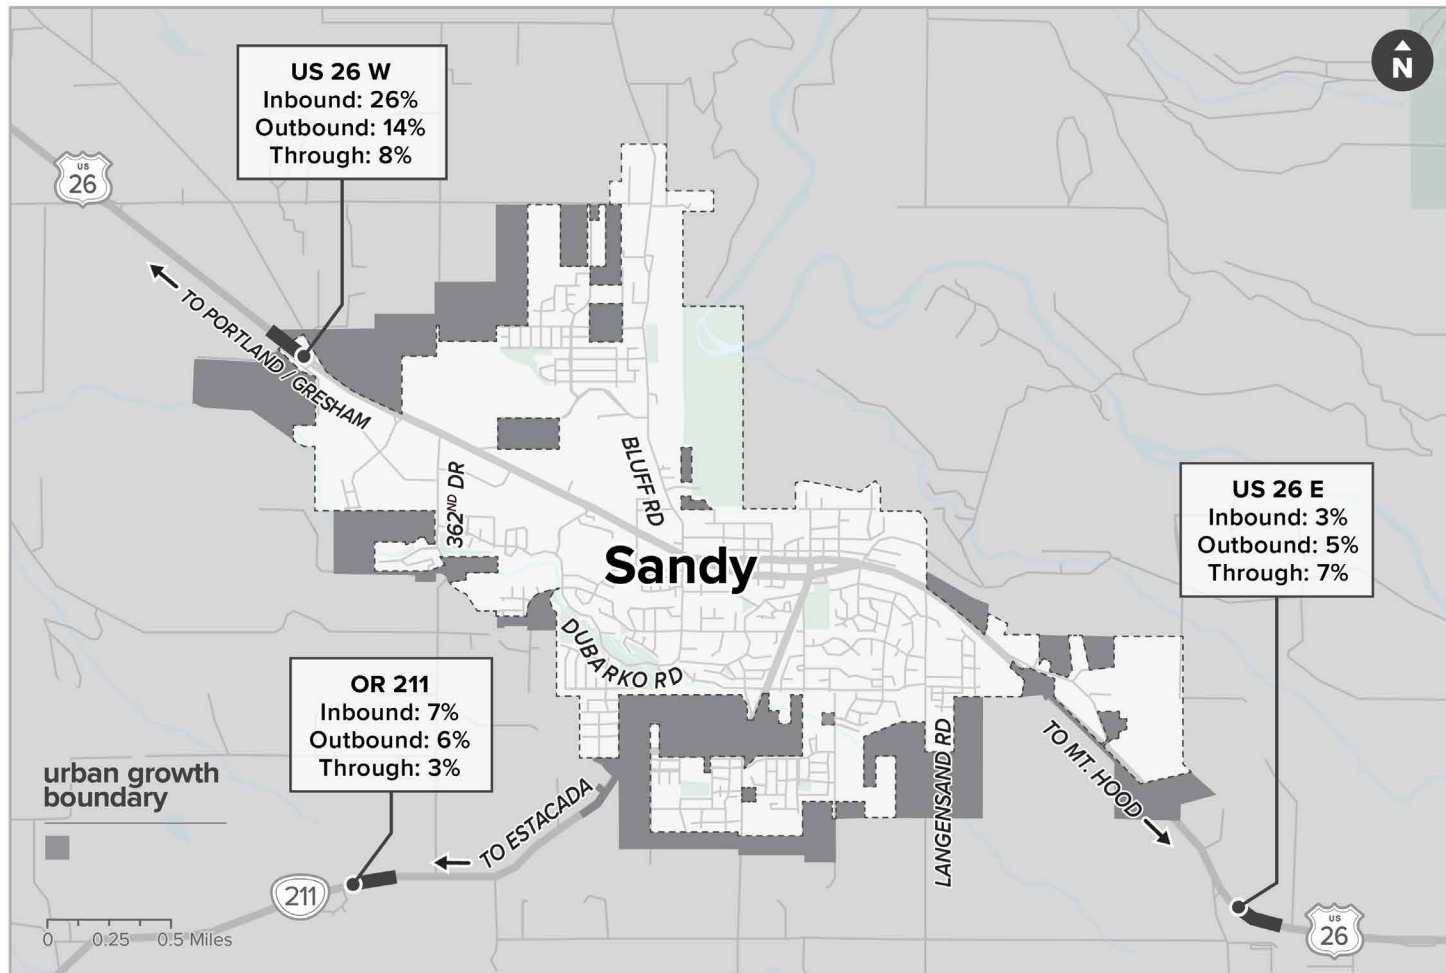 US 26 W
Inbound: 26%
Outbound: 14%
Through: 8%
N
US
26
TO PORTLAND / GRESHAM
362ND DR
BLUFF RD
Sandy
US 26 E
Inbound: 3%
Outbound: 5%
Through: 7%
DUBARKO RD
OR 211
Inbound: 7%
Outbound: 6%
Through: 3%
LANGENSAND RD
TO MT. HOOD
urban growth
boundary
TO ESTACADA
211
US
26
0 0.25 0.5 Miles